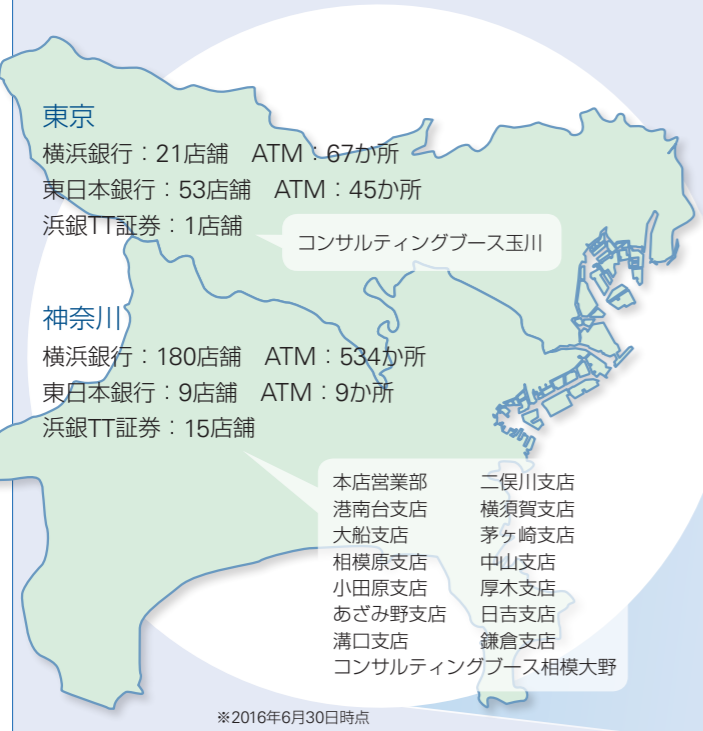 東京
横浜銀行：21店舗　ATM：67か所
東日本銀行：53店舗　ATM：45か所
浜銀TT証券：1店舗
コンサルティングブース玉川
神奈川
横浜銀行：180店舗　ATM：534か所
東日本銀行：9店舗　ATM：9か所
浜銀TT証券：15店舗
本店営業部　二俣川支店
港南台支店　横須賀支店
大船支店　茅ヶ崎支店
相模原支店　中山支店
小田原支店　厚木支店
あざみ野支店　日吉支店
溝口支店　鎌倉支店
コンサルティングブース相模大野
※2016年6月30日時点